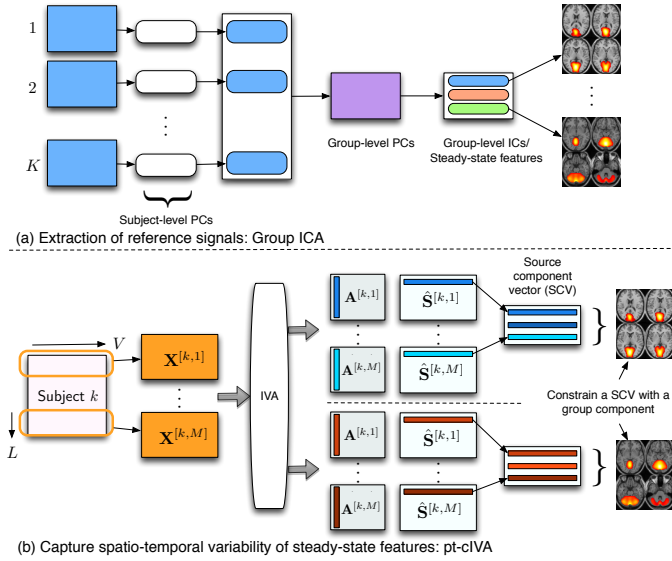 1
2
⋮
K
Subject-level PCs
Group-level PCs
Group-level ICs/
Steady-state features
⋮
(a) Extraction of reference signals: Group ICA
V
L
Subject k
X^[k,1]
⋮
X^[k,M]
IVA
A^[k,1]
Ŝ^[k,1]
⋮
⋮
A^[k,M]
Ŝ^[k,M]
A^[k,1]
Ŝ^[k,1]
⋮
⋮
A^[k,M]
Ŝ^[k,M]
Source
component
vector (SCV)
}
}
Constrain a SCV with a
group component
(b) Capture spatio-temporal variability of steady-state features: pt-cIVA